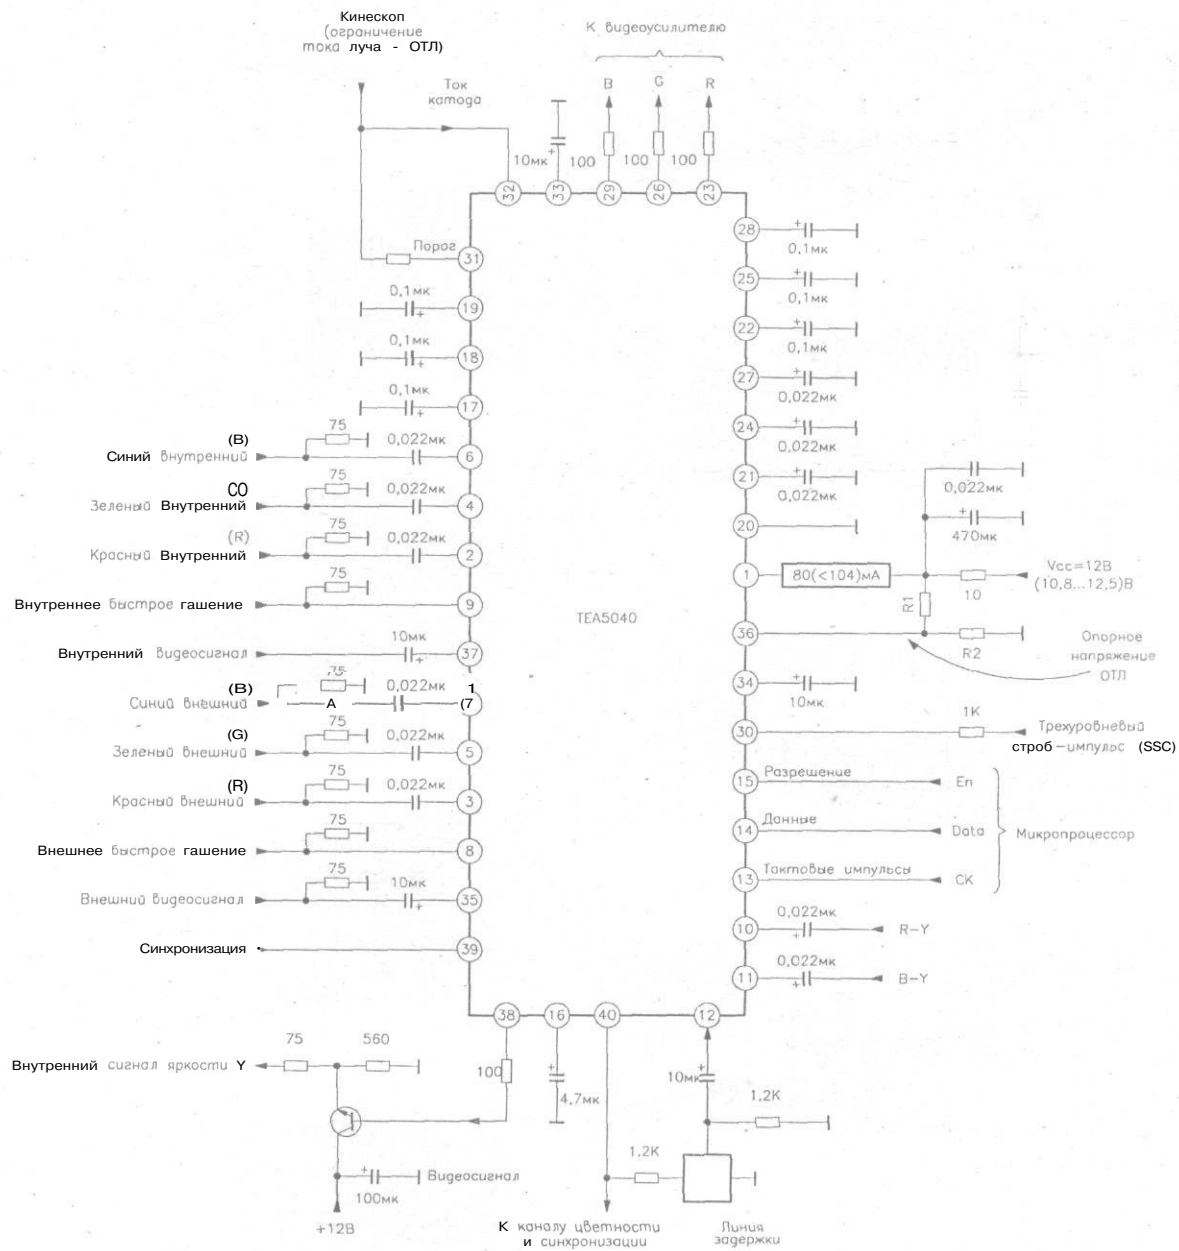 Кинескоп
(ограничение
тока луча - ОТЛ)
К видеоусилителю
Ток
катода
B
G
R
10мк
100
100
100
32
33
29
26
23
Порог
31
28
0,1мк
0,1мк
19
25
0,1мк
0,1мк
18
22
0,1мк
0,1мк
17
27
0,022мк
(B)
75
0,022мк
Синий внутренний
6
24
0,022мк
CO
75
0,022мк
Зеленый Внутренний
4
21
0,022мк
0,022мк
(R)
75
0,022мк
Красный Внутренний
2
20
470мк
75
Внутреннее быстрое гашение
9
TEA5040
1
80(<104)мА
10
Vcc=12В
(10,8...12,5)В
R1
10мк
Внутренний видеосигнал
37
36
R2
Опорное
напряжение
ОТЛ
(B)
75
0,022мк
1
Синий внешний
A
(7
34
10мк
(G)
75
0,022мк
Зеленый внешний
5
30
1К
Трехуровневый
строб-импульс (SSC)
(R)
75
0,022мк
Красный внешний
3
15
Разрешение
En
75
Внешнее быстрое гашение
8
14
Данные
Data
Микропроцессор
75
10мк
Внешний видеосигнал
35
13
Тактовые импульсы
CK
Синхронизация
39
10
0,022мк
R-Y
11
0,022мк
B-Y
38
16
40
12
75
560
Внутренний сигнал яркости Y
100
4,7мк
10мк
1,2К
1,2К
Видеосигнал
100мк
+12В
К каналу цветности
и синхронизации
Линия
задержки